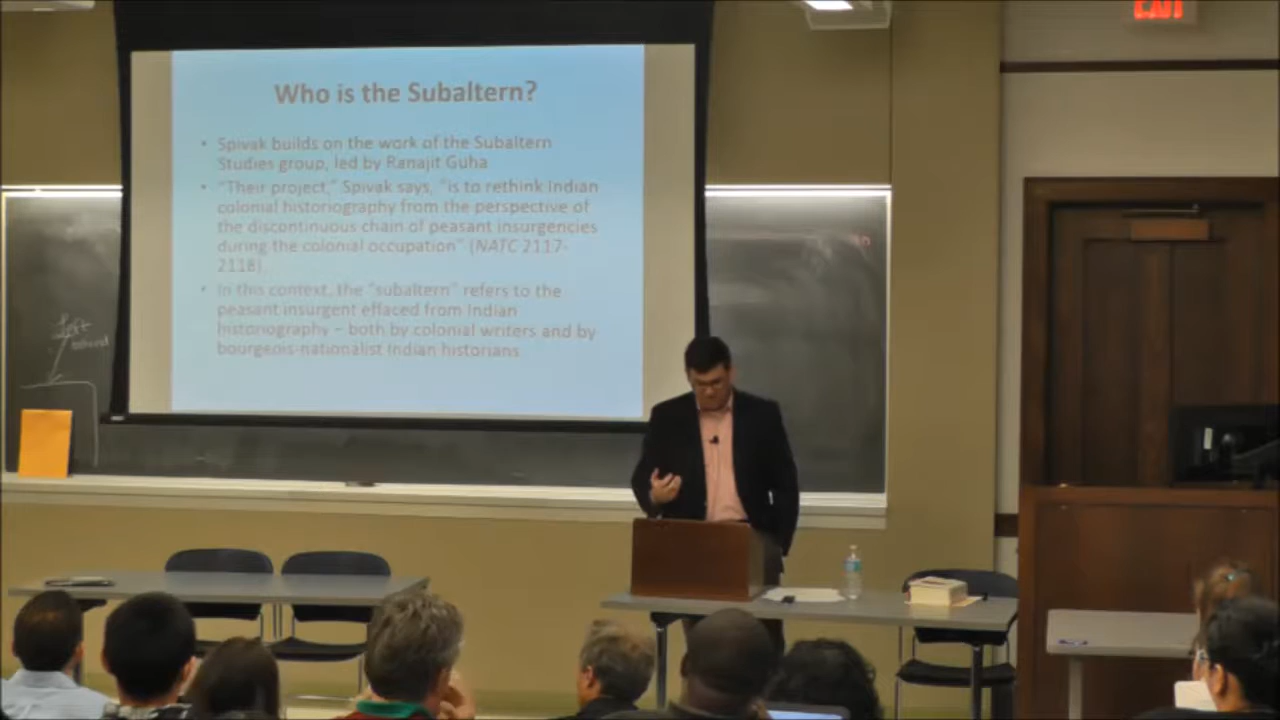 EXIT
Who is the Subaltern?
• Spivak builds on the work of the Subaltern
Studies group, led by Ranajit Guha
• "Their project," Spivak says, "is to rethink Indian
colonial historiography from the perspective of
the discontinuous chain of peasant insurgencies
during the colonial occupation" (NATC 2117-
2118).
• In this context, the "subaltern" refers to the
peasant insurgent effaced from Indian
historiography – both by colonial writers and by
bourgeois-nationalist Indian historians
left